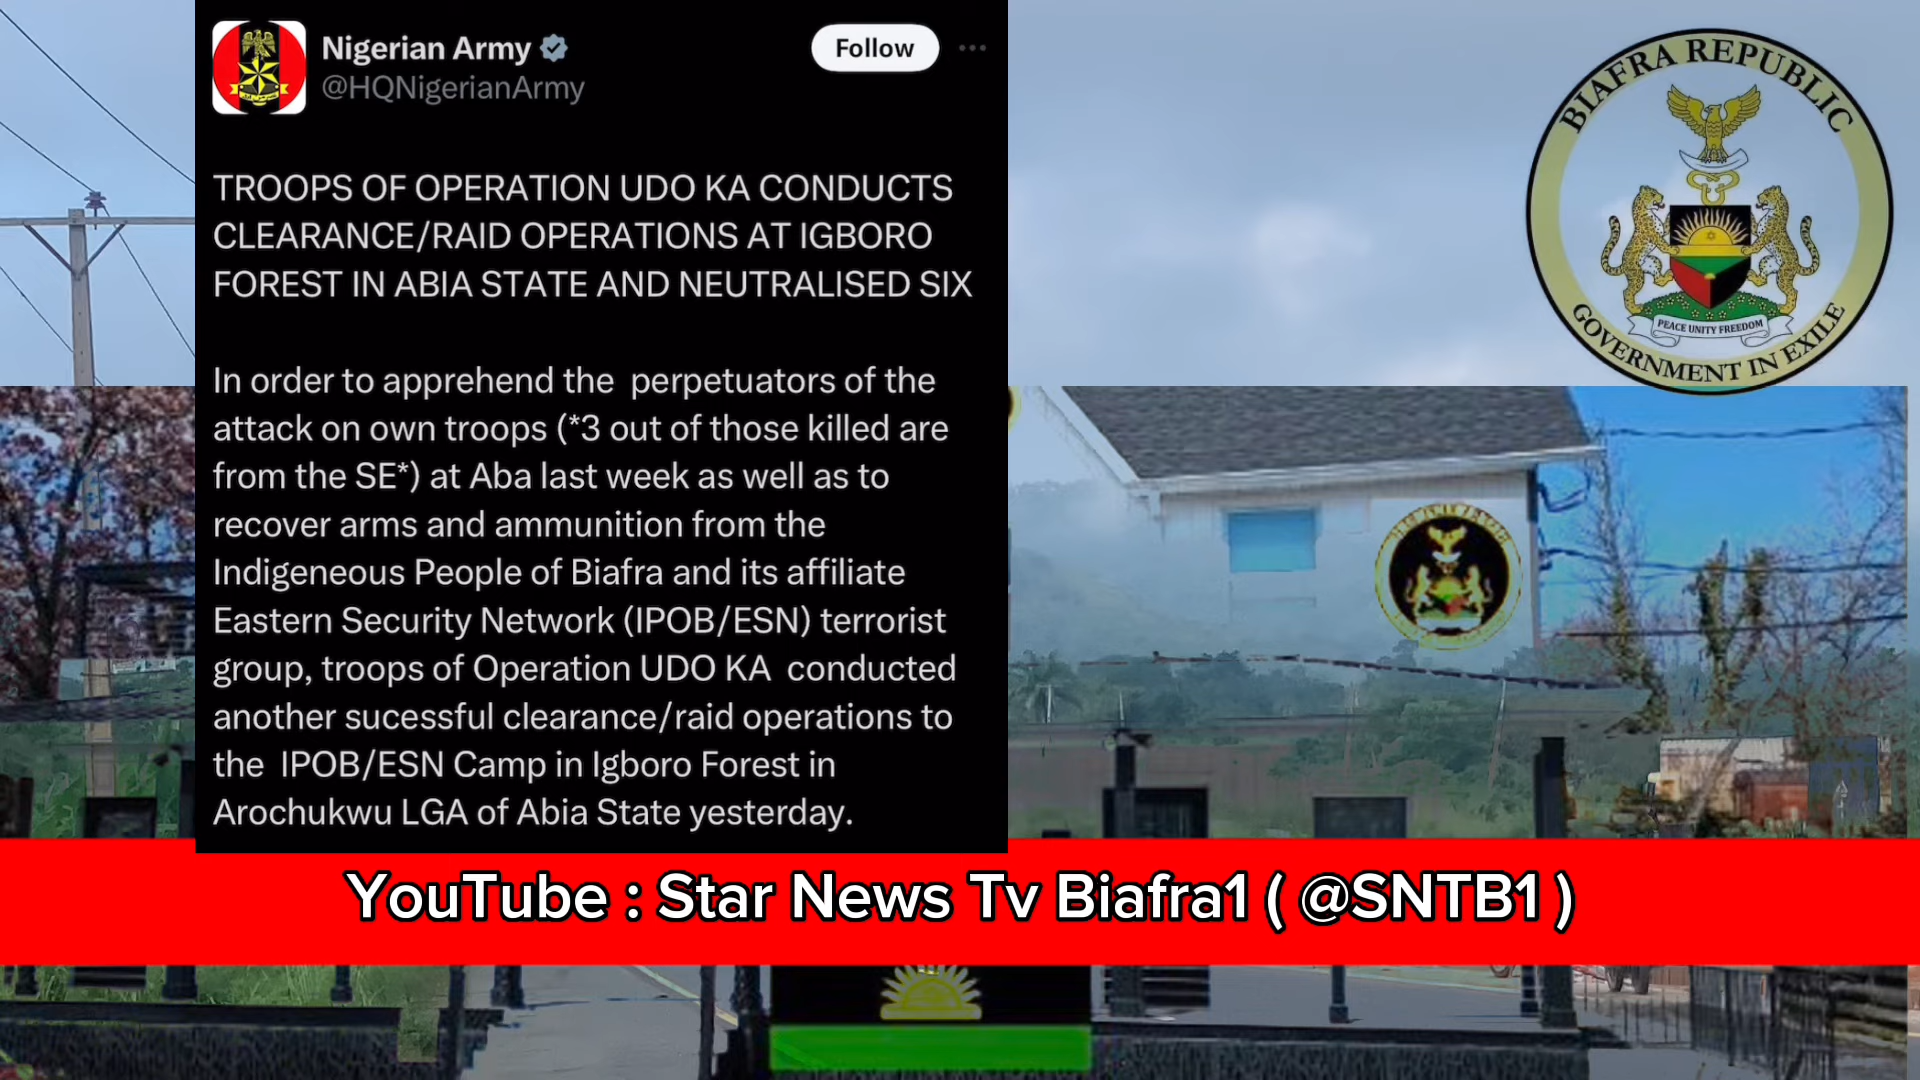 Nigerian Army
@HQNigerianArmy
Follow
TROOPS OF OPERATION UDO KA CONDUCTS
CLEARANCE/RAID OPERATIONS AT IGBORO
FOREST IN ABIA STATE AND NEUTRALISED SIX
In order to apprehend the perpetuators of the
attack on own troops (*3 out of those killed are
from the SE*) at Aba last week as well as to
recover arms and ammunition from the
Indigeneous People of Biafra and its affiliate
Eastern Security Network (IPOB/ESN) terrorist
group, troops of Operation UDO KA conducted
another sucessful clearance/raid operations to
the IPOB/ESN Camp in Igboro Forest in
Arochukwu LGA of Abia State yesterday.
BIAFRA REPUBLIC
PEACE UNITY FREEDOM
GOVERNMENT IN EXILE
YouTube : Star News Tv Biafra1 ( @SNTB1 )